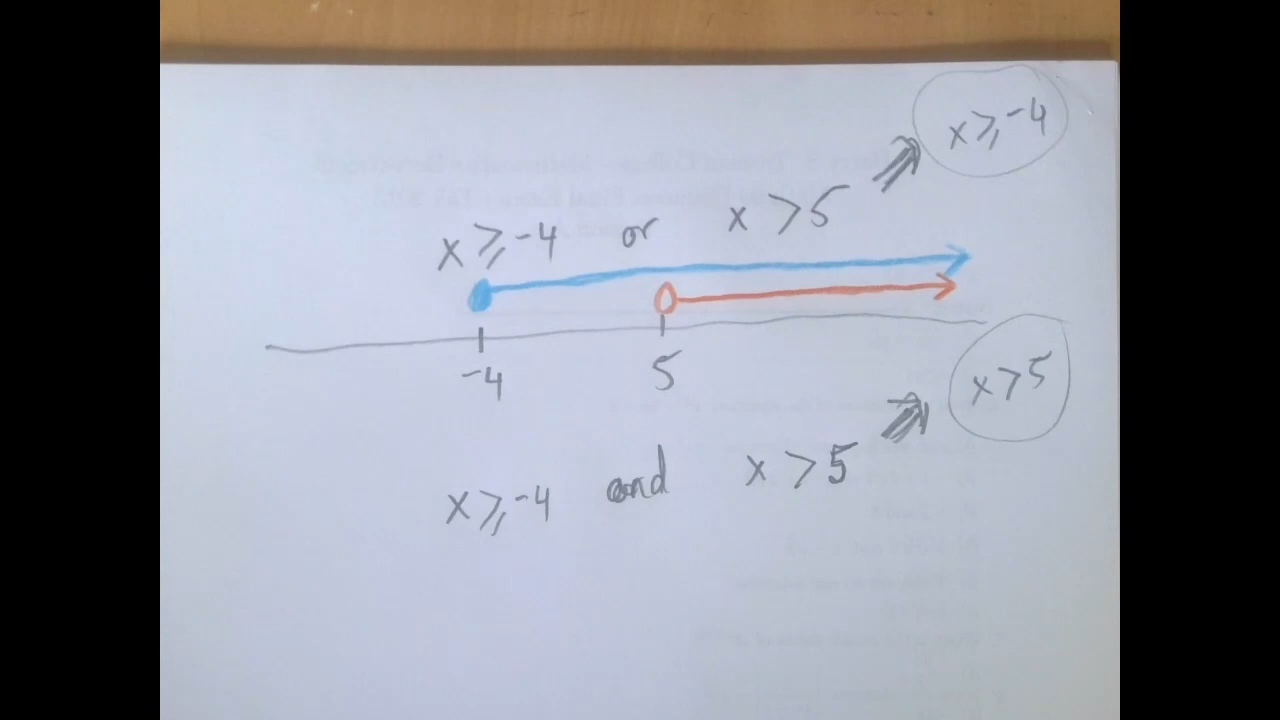 x ≥ -4
x ≥ -4 or x > 5
-4 5
x > 5
x ≥ -4 and x > 5